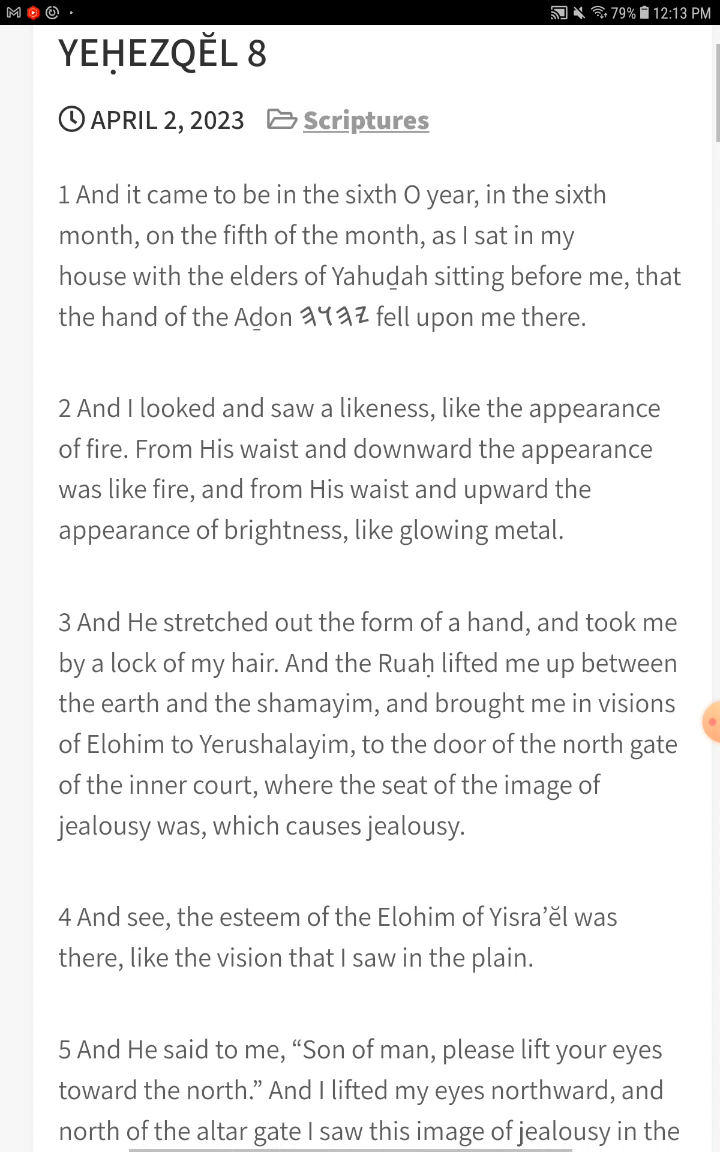 79% 12:13 PM
YEḤEZQĔL 8
APRIL 2, 2023 Scriptures
1 And it came to be in the sixth O year, in the sixth
month, on the fifth of the month, as I sat in my
house with the elders of Yahuḏah sitting before me, that
the hand of the Aḏon 𐤉𐤄𐤅𐤄 fell upon me there.
2 And I looked and saw a likeness, like the appearance
of fire. From His waist and downward the appearance
was like fire, and from His waist and upward the
appearance of brightness, like glowing metal.
3 And He stretched out the form of a hand, and took me
by a lock of my hair. And the Ruaḥ lifted me up between
the earth and the shamayim, and brought me in visions
of Elohim to Yerushalayim, to the door of the north gate
of the inner court, where the seat of the image of
jealousy was, which causes jealousy.
4 And see, the esteem of the Elohim of Yisra’ĕl was
there, like the vision that I saw in the plain.
5 And He said to me, “Son of man, please lift your eyes
toward the north.” And I lifted my eyes northward, and
north of the altar gate I saw this image of jealousy in the